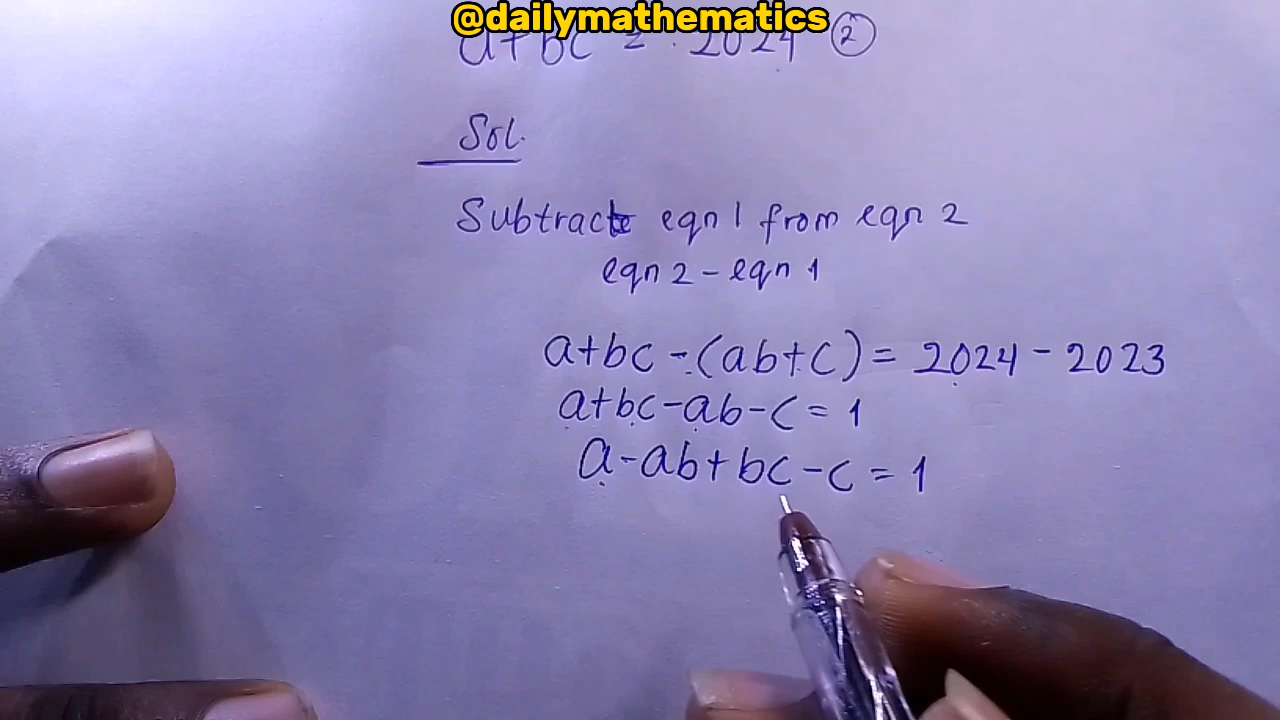 @dailymathematics
a+bc = 2024 ②
Sol.
Subtract eqn 1 from eqn 2
eqn 2 - eqn 1
a+bc -(ab+c) = 2024 - 2023
a+bc-ab-c = 1
a-ab+bc-c = 1